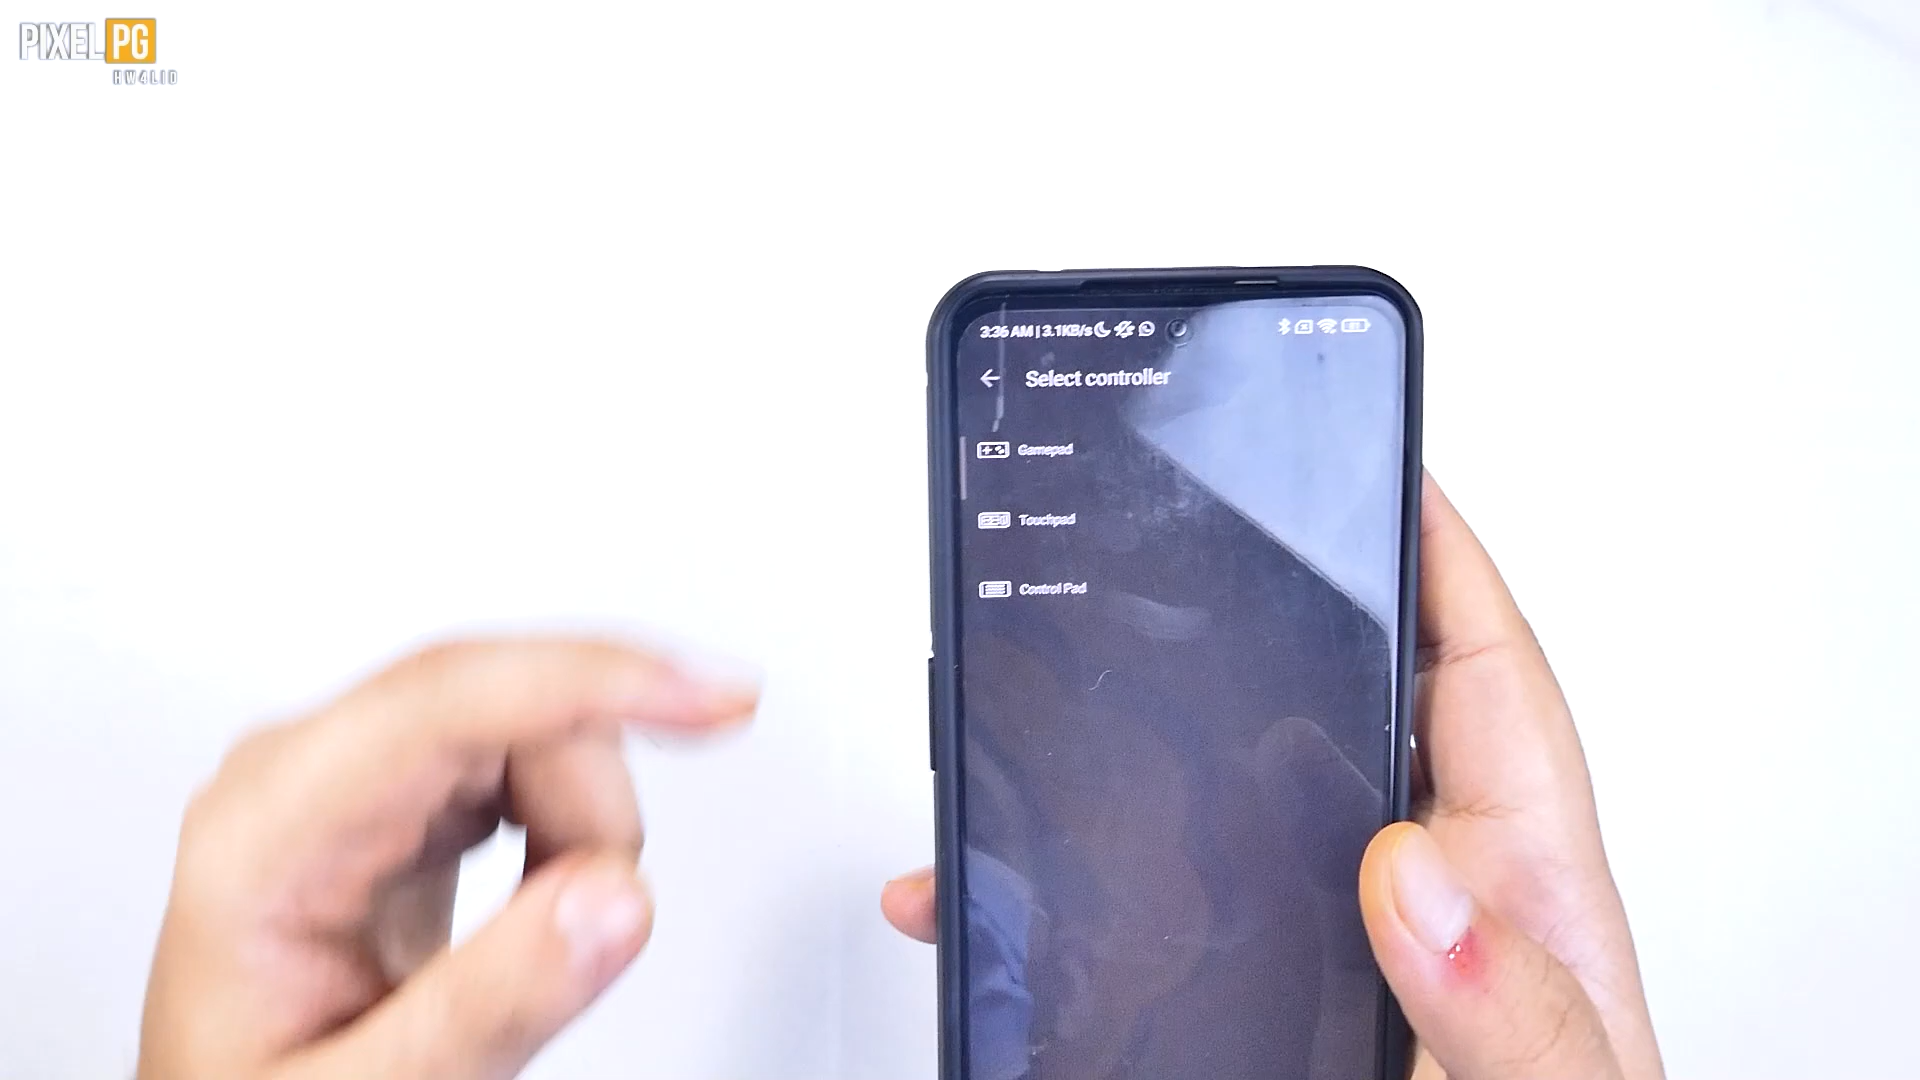 PIXEL PG
HW4LID
3:36 AM | 3.1KB/s
Select controller
Gamepad
Touchpad
Control Pad